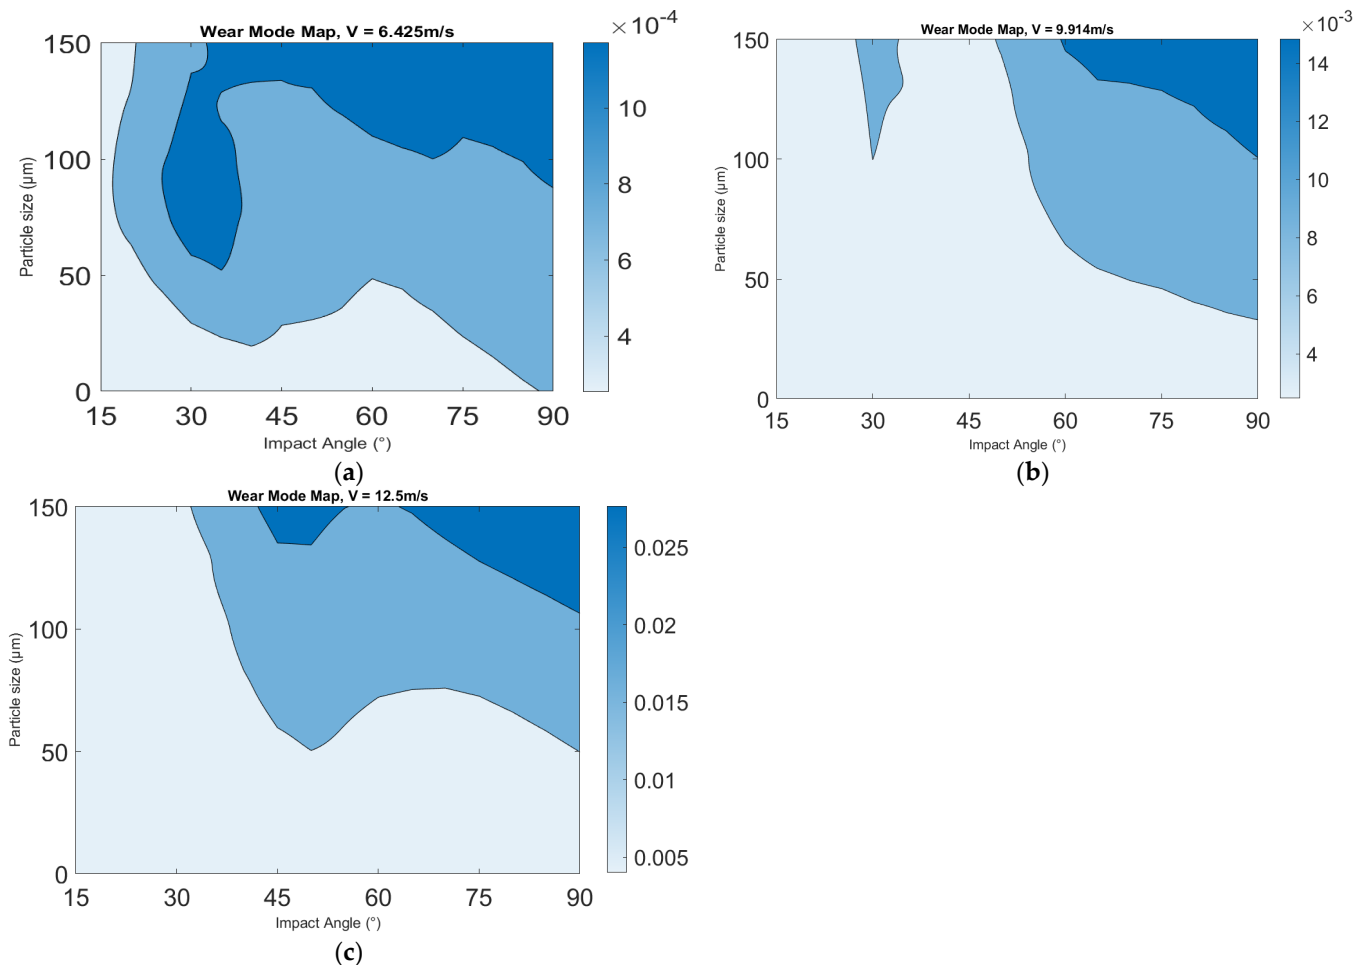 Wear Mode Map, V = 6.425m/s
×10-4
150
100
50
0
15 30 45 60 75 90
Particle size (μm)
Impact Angle (°)
10
8
6
4
(a)
Wear Mode Map, V = 9.914m/s
×10-3
150
100
50
0
15 30 45 60 75 90
Particle size (μm)
Impact Angle (°)
14
12
10
8
6
4
(b)
Wear Mode Map, V = 12.5m/s
150
100
50
0
15 30 45 60 75 90
Particle size (μm)
Impact Angle (°)
0.025
0.02
0.015
0.01
0.005
(c)